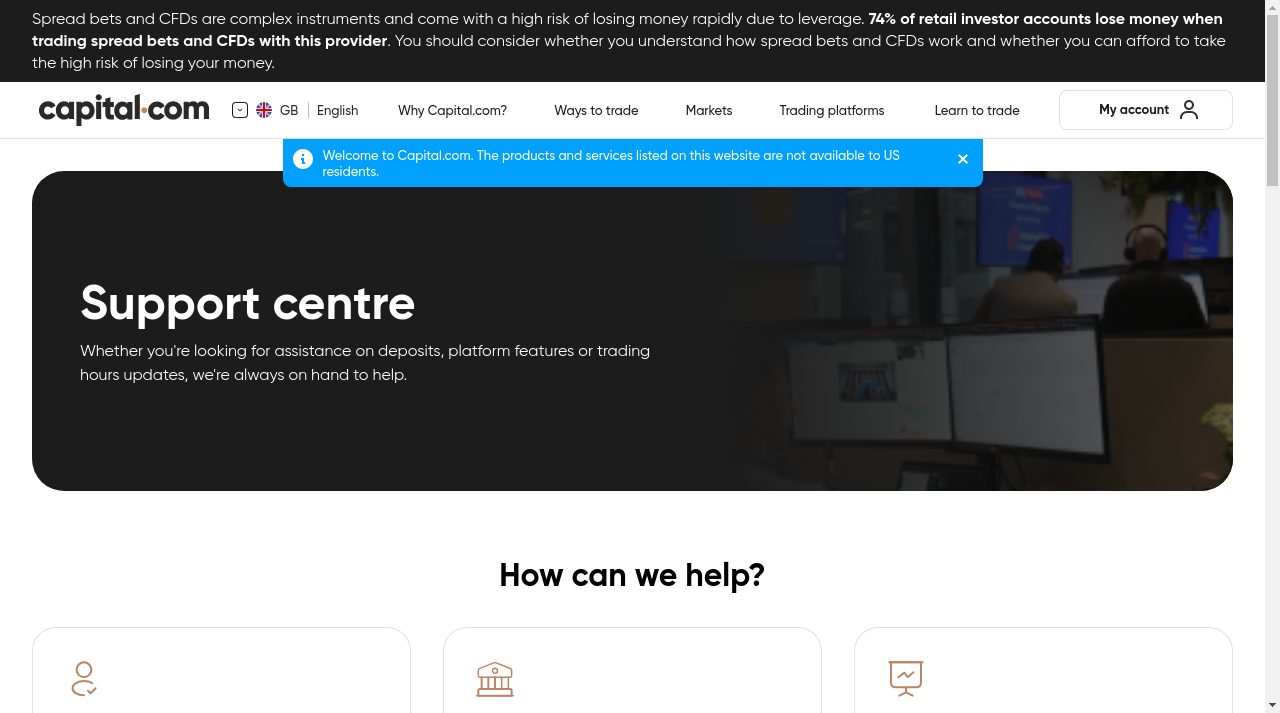 Spread bets and CFDs are complex instruments and come with a high risk of losing money rapidly due to leverage. 74% of retail investor accounts lose money when
trading spread bets and CFDs with this provider. You should consider whether you understand how spread bets and CFDs work and whether you can afford to take
the high risk of losing your money.
capital.com GB English Why Capital.com? Ways to trade Markets Trading platforms Learn to trade My account
Welcome to Capital.com. The products and services listed on this website are not available to US
residents.
Support centre
Whether you're looking for assistance on deposits, platform features or trading
hours updates, we're always on hand to help.
How can we help?